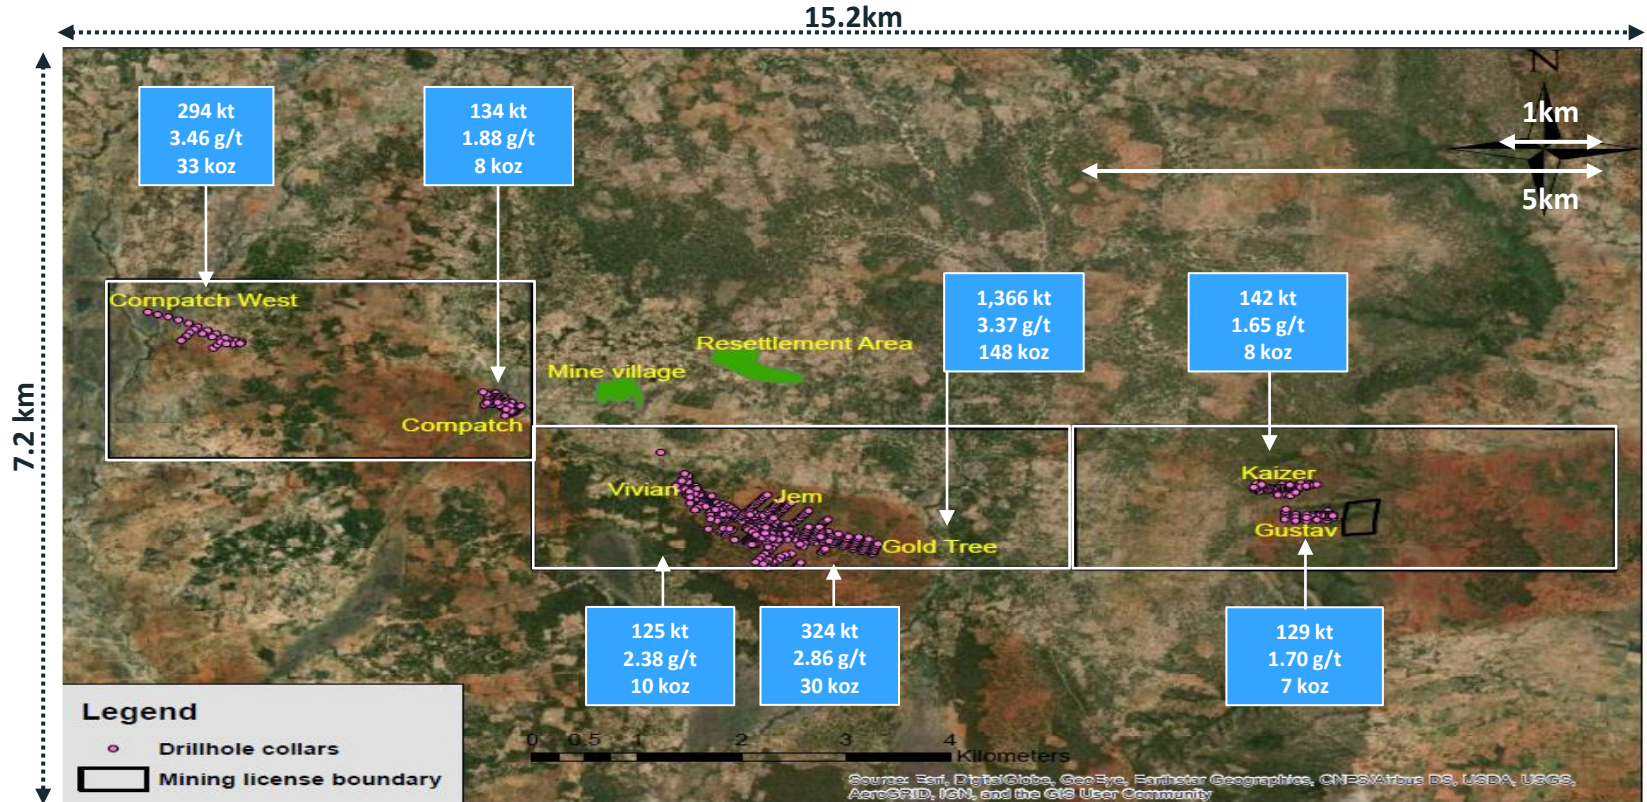 15.2km
7.2 km
N
1km
5km
294 kt
3.46 g/t
33 koz
134 kt
1.88 g/t
8 koz
1,366 kt
3.37 g/t
148 koz
142 kt
1.65 g/t
8 koz
Cornpatch West
Resettlement Area
Mine village
Cornpatch
Vivian
Jem
Gold Tree
Kaizer
Gustav
125 kt
2.38 g/t
10 koz
324 kt
2.86 g/t
30 koz
129 kt
1.70 g/t
7 koz
Legend
Drillhole collars
Mining license boundary
0 0.5 1 2 3 4
Kilometers
Source: Esri, DigitalGlobe, GeoEye, Earthstar Geographics, CNES/Airbus DS, USDA, USGS,
AeroGRID, IGN, and the GIS User Community